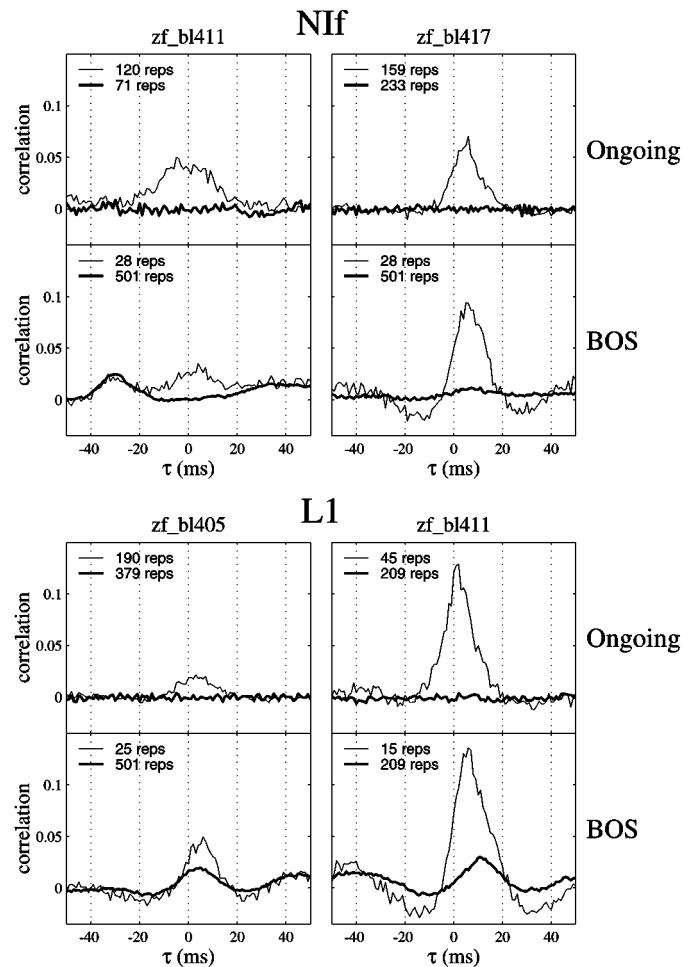 NIf
zf_bl411
zf_bl417
120 reps
71 reps
159 reps
233 reps
0.1
0.05
0
correlation
Ongoing
28 reps
501 reps
28 reps
501 reps
0.1
0.05
0
correlation
BOS
-40 -20 0 20 40
-40 -20 0 20 40
τ (ms)
τ (ms)
L1
zf_bl405
zf_bl411
190 reps
379 reps
45 reps
209 reps
0.1
0.05
0
correlation
Ongoing
25 reps
501 reps
15 reps
209 reps
0.1
0.05
0
correlation
BOS
-40 -20 0 20 40
-40 -20 0 20 40
τ (ms)
τ (ms)